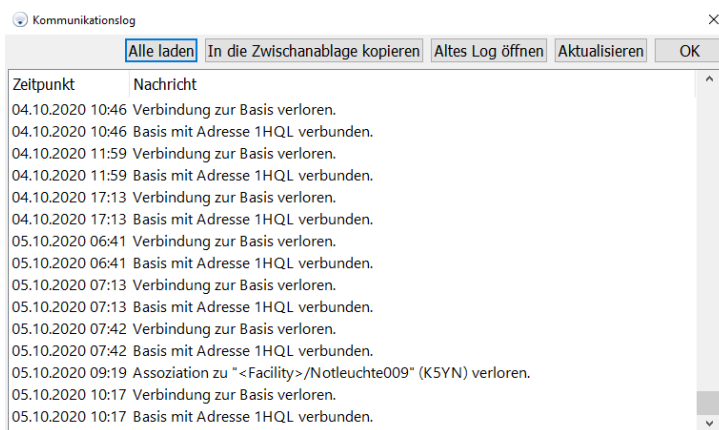 Kommunikationslog
Alle laden In die Zwischanablage kopieren Altes Log öffnen Aktualisieren OK
Zeitpunkt Nachricht
04.10.2020 10:46 Verbindung zur Basis verloren.
04.10.2020 10:46 Basis mit Adresse 1HQL verbunden.
04.10.2020 11:59 Verbindung zur Basis verloren.
04.10.2020 11:59 Basis mit Adresse 1HQL verbunden.
04.10.2020 17:13 Verbindung zur Basis verloren.
04.10.2020 17:13 Basis mit Adresse 1HQL verbunden.
05.10.2020 06:41 Verbindung zur Basis verloren.
05.10.2020 06:41 Basis mit Adresse 1HQL verbunden.
05.10.2020 07:13 Verbindung zur Basis verloren.
05.10.2020 07:13 Basis mit Adresse 1HQL verbunden.
05.10.2020 07:42 Verbindung zur Basis verloren.
05.10.2020 07:42 Basis mit Adresse 1HQL verbunden.
05.10.2020 09:19 Assoziation zu "<Facility>/Notleuchte009" (K5YN) verloren.
05.10.2020 10:17 Verbindung zur Basis verloren.
05.10.2020 10:17 Basis mit Adresse 1HQL verbunden.